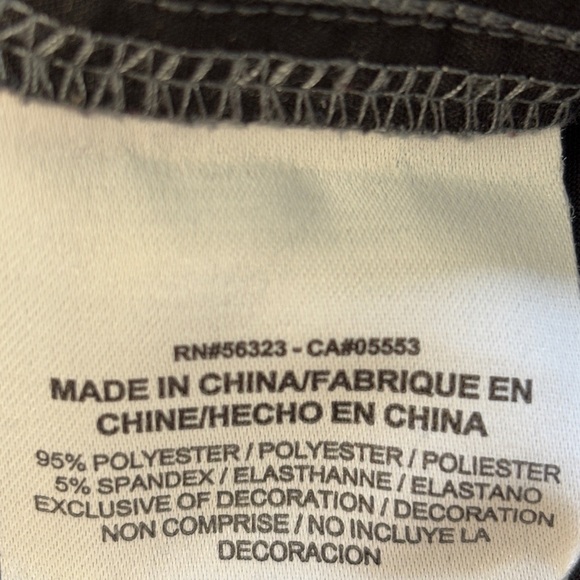 RN#56323 - CA#05553
MADE IN CHINA/FABRIQUE EN
CHINE/HECHO EN CHINA
95% POLYESTER / POLYESTER / POLIESTER
5% SPANDEX / ELASTHANNE / ELASTANO
EXCLUSIVE OF DECORATION / DECORATION
NON COMPRISE / NO INCLUYE LA
DECORACION